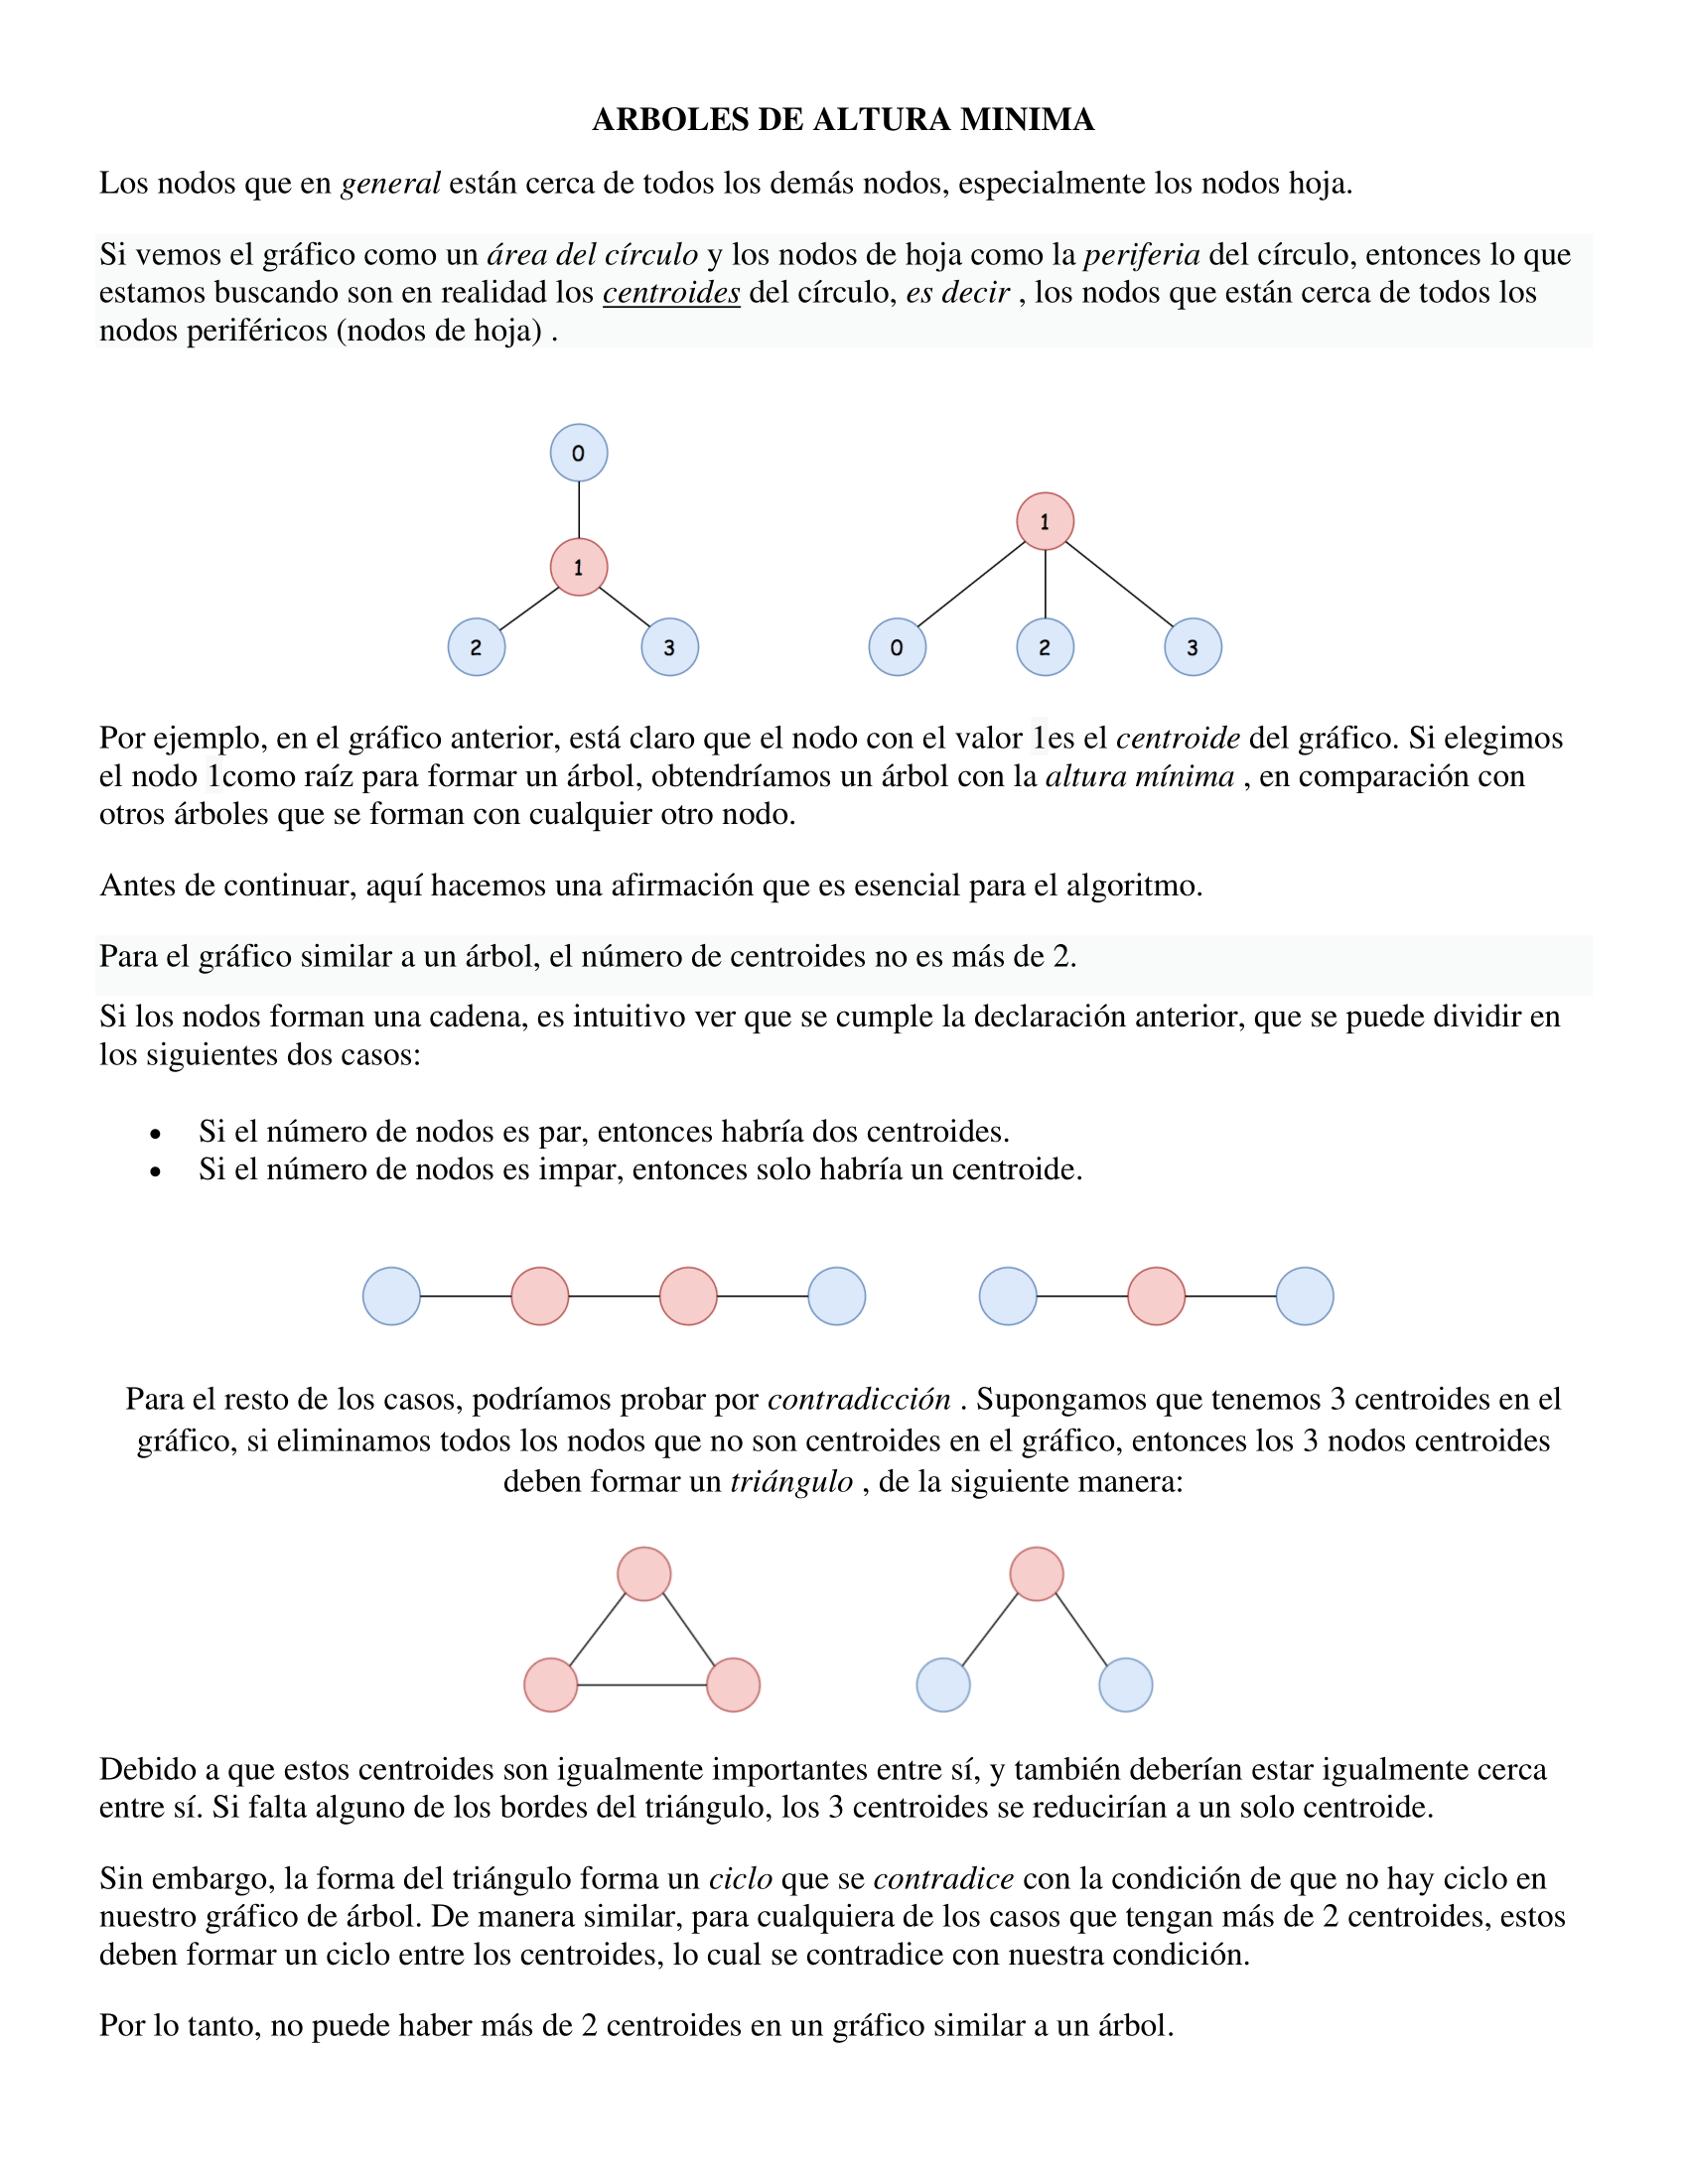 ARBOLES DE ALTURA MINIMA
Los nodos que en general están cerca de todos los demás nodos, especialmente los nodos hoja.
Si vemos el gráfico como un área del círculo y los nodos de hoja como la periferia del círculo, entonces lo que
estamos buscando son en realidad los centroides del círculo, es decir , los nodos que están cerca de todos los
nodos periféricos (nodos de hoja) .
0
1
1
2
3
0
2
3
Por ejemplo, en el gráfico anterior, está claro que el nodo con el valor 1es el centroide del gráfico. Si elegimos
el nodo 1como raíz para formar un árbol, obtendríamos un árbol con la altura mínima , en comparación con
otros árboles que se forman con cualquier otro nodo.
Antes de continuar, aquí hacemos una afirmación que es esencial para el algoritmo.
Para el gráfico similar a un árbol, el número de centroides no es más de 2.
Si los nodos forman una cadena, es intuitivo ver que se cumple la declaración anterior, que se puede dividir en
los siguientes dos casos:
• Si el número de nodos es par, entonces habría dos centroides.
• Si el número de nodos es impar, entonces solo habría un centroide.
Para el resto de los casos, podríamos probar por contradicción . Supongamos que tenemos 3 centroides en el
gráfico, si eliminamos todos los nodos que no son centroides en el gráfico, entonces los 3 nodos centroides
deben formar un triángulo , de la siguiente manera:
Debido a que estos centroides son igualmente importantes entre sí, y también deberían estar igualmente cerca
entre sí. Si falta alguno de los bordes del triángulo, los 3 centroides se reducirían a un solo centroide.
Sin embargo, la forma del triángulo forma un ciclo que se contradice con la condición de que no hay ciclo en
nuestro gráfico de árbol. De manera similar, para cualquiera de los casos que tengan más de 2 centroides, estos
deben formar un ciclo entre los centroides, lo cual se contradice con nuestra condición.
Por lo tanto, no puede haber más de 2 centroides en un gráfico similar a un árbol.